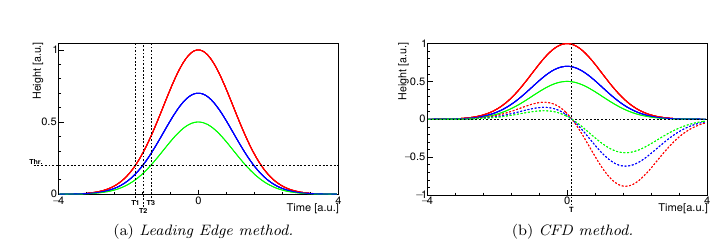 Height [a.u.]
1
0.5
Thr.
0
−4
T1
T2
T3
0
4
Time [a.u.]
(a) Leading Edge method.
Height [a.u.]
1
0.5
0
−0.5
−1
−4
0
T
4
Time[a.u.]
(b) CFD method.